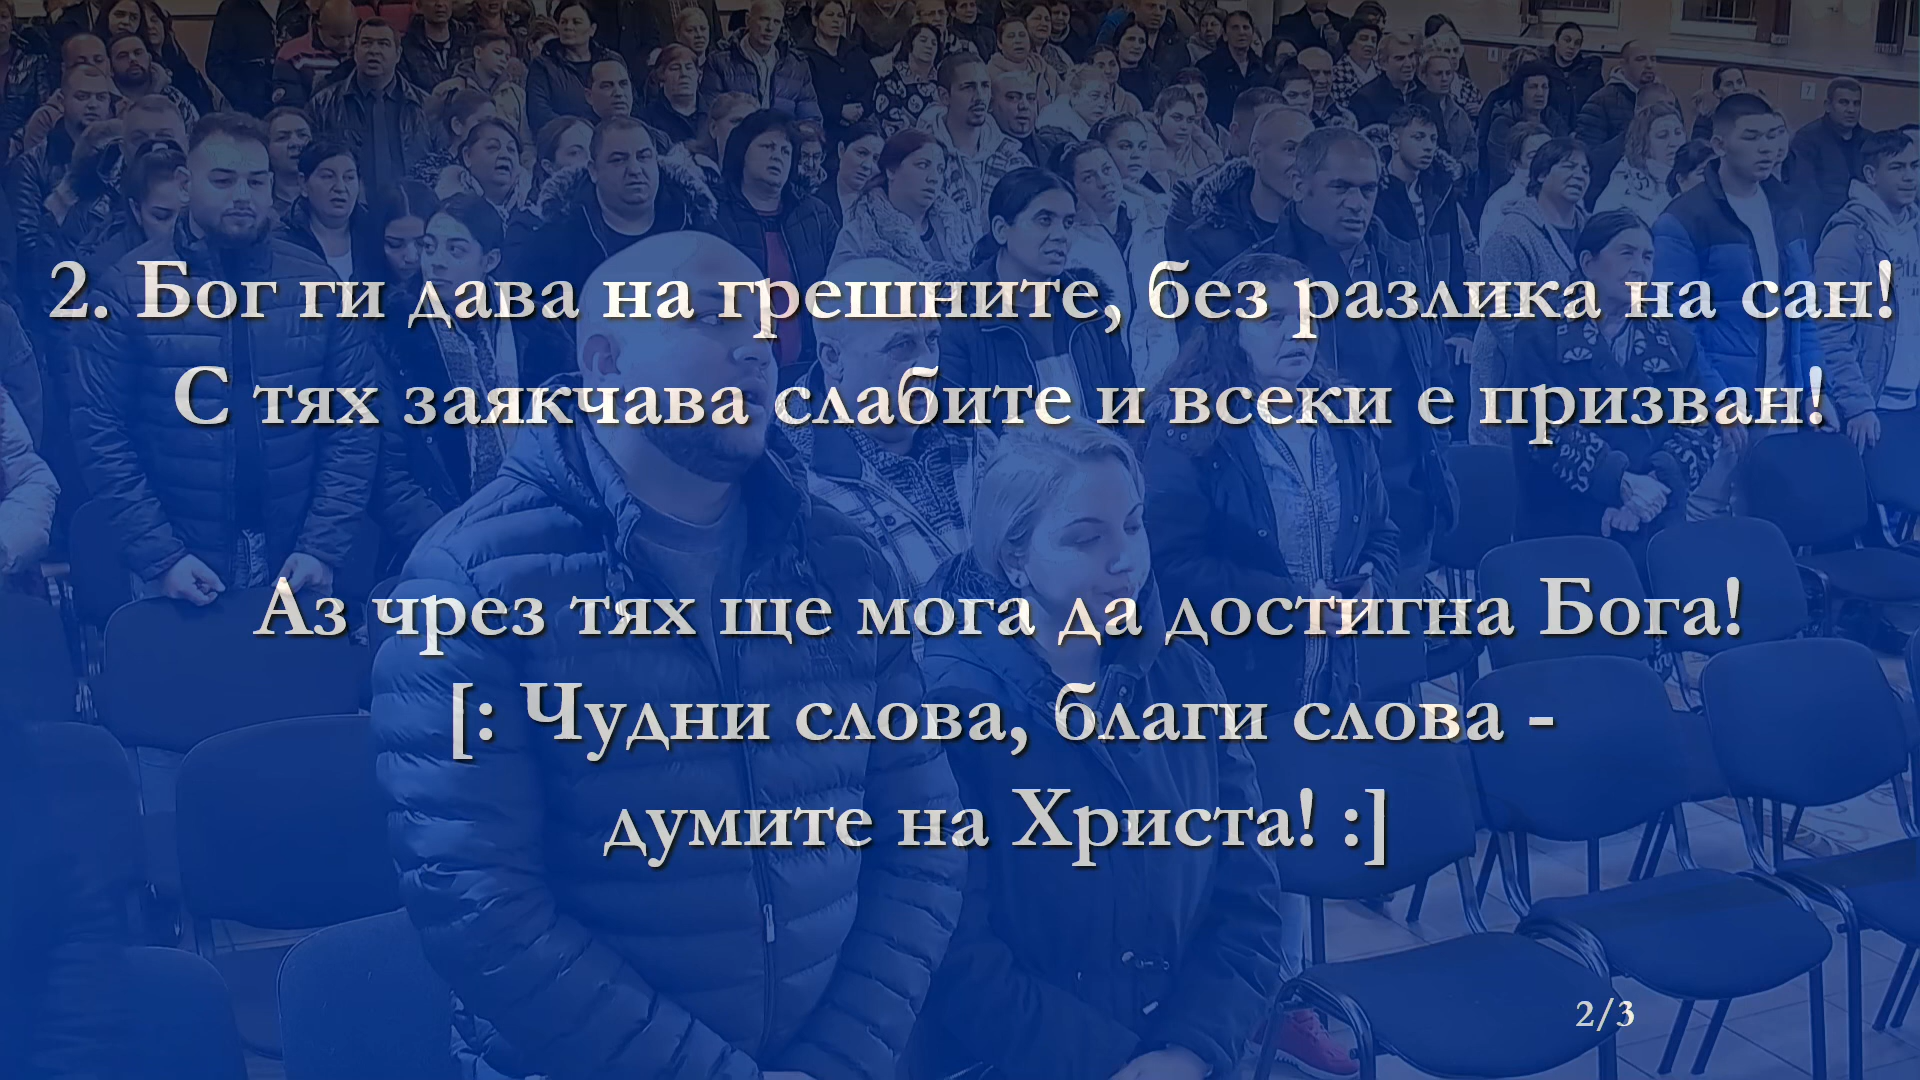 2. Бог ги дава на грешните, без разлика на сан!
С тях заякчава слабите и всеки е призван!
Аз чрез тях ще мога да достигна Бога!
[: Чудни слова, благи слова -
думите на Христа! :]
2/3